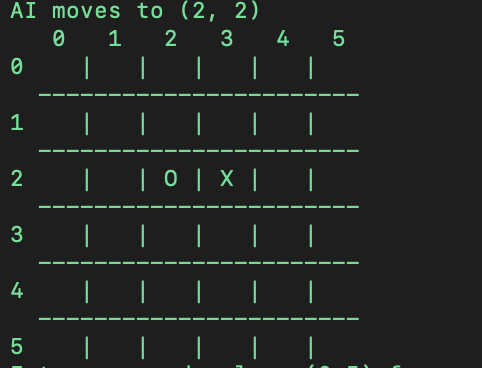 AI moves to (2, 2)
0 1 2 3 4 5
0 | | | | |
-----------------------
1 | | | | |
-----------------------
2 | | O | X | |
-----------------------
3 | | | | |
-----------------------
4 | | | | |
-----------------------
5 | | | | |